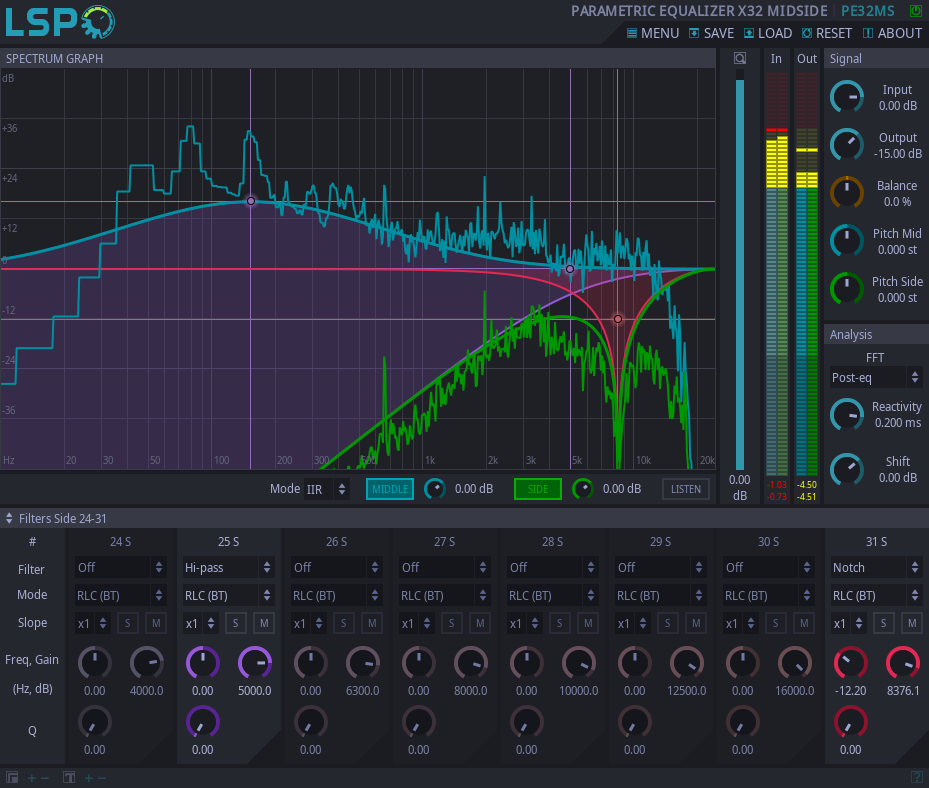 LSP
PARAMETRIC EQUALIZER X32 MIDSIDE PE32MS
MENU SAVE LOAD RESET ABOUT
SPECTRUM GRAPH
In Out
Signal
dB
+36
+24
+12
0
-12
-24
-36
Hz 20 30 50 100 200 300 500 1k 2k 3k 5k 10k 20k
0.00
dB
-1.03
-0.73
-4.50
-4.51
Input
0.00 dB
Output
-15.00 dB
Balance
0.0 %
Pitch Mid
0.000 st
Pitch Side
0.000 st
Analysis
FFT
Post-eq
Reactivity
0.200 ms
Shift
0.00 dB
Mode IIR MIDDLE 0.00 dB SIDE 0.00 dB LISTEN
Filters Side 24-31
# 24 S 25 S 26 S 27 S 28 S 29 S 30 S 31 S
Filter Off Hi-pass Off Off Off Off Off Notch
Mode RLC (BT) RLC (BT) RLC (BT) RLC (BT) RLC (BT) RLC (BT) RLC (BT) RLC (BT)
Slope x1 S M x1 S M x1 S M x1 S M x1 S M x1 S M x1 S M x1 S M
Freq, Gain
(Hz, dB) 0.00 4000.0 0.00 5000.0 0.00 6300.0 0.00 8000.0 0.00 10000.0 0.00 12500.0 0.00 16000.0 -12.20 8376.1
Q
0.00 0.00 0.00 0.00 0.00 0.00 0.00 0.00
T + − + − ?